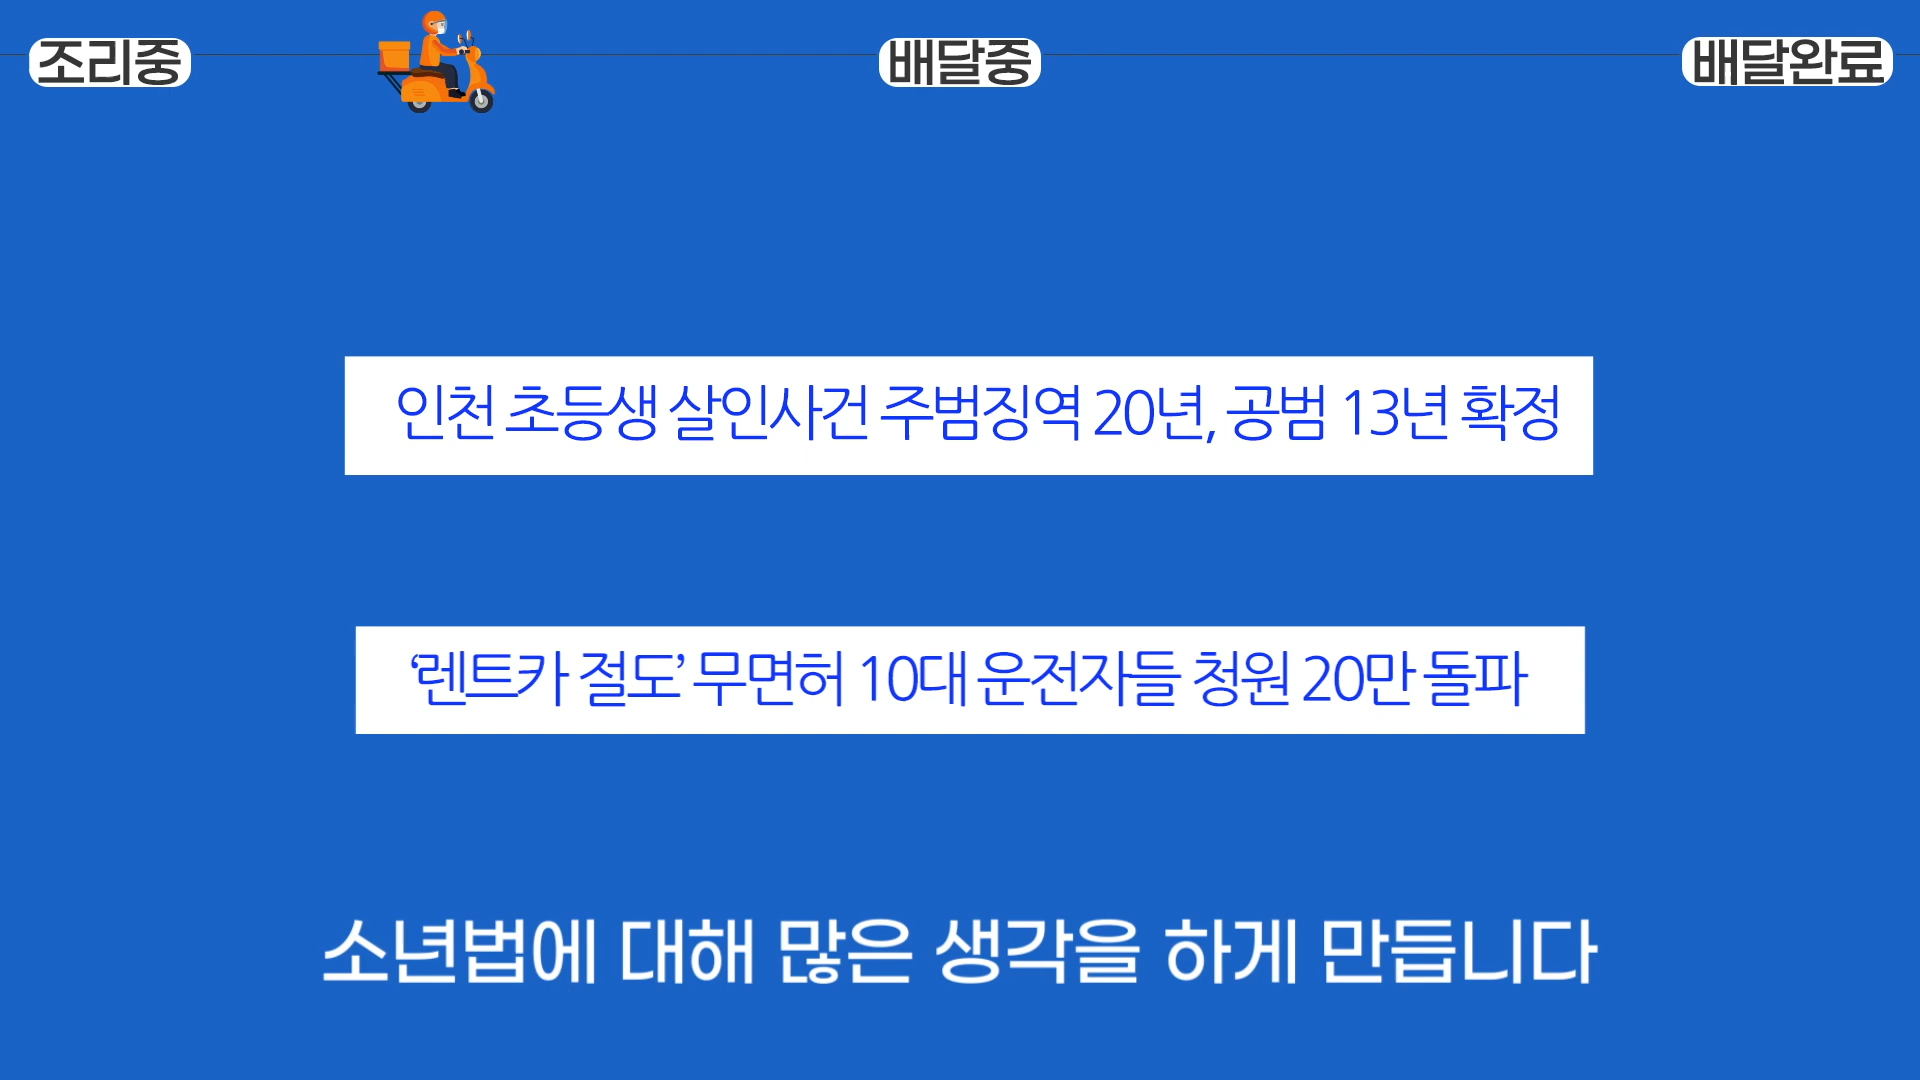 조리중
배달중
배달완료
인천 초등생 살인사건 주범징역 20년, 공범 13년 확정
‘렌트카 절도’ 무면허 10대 운전자들 청원 20만 돌파
소년법에 대해 많은 생각을 하게 만듭니다